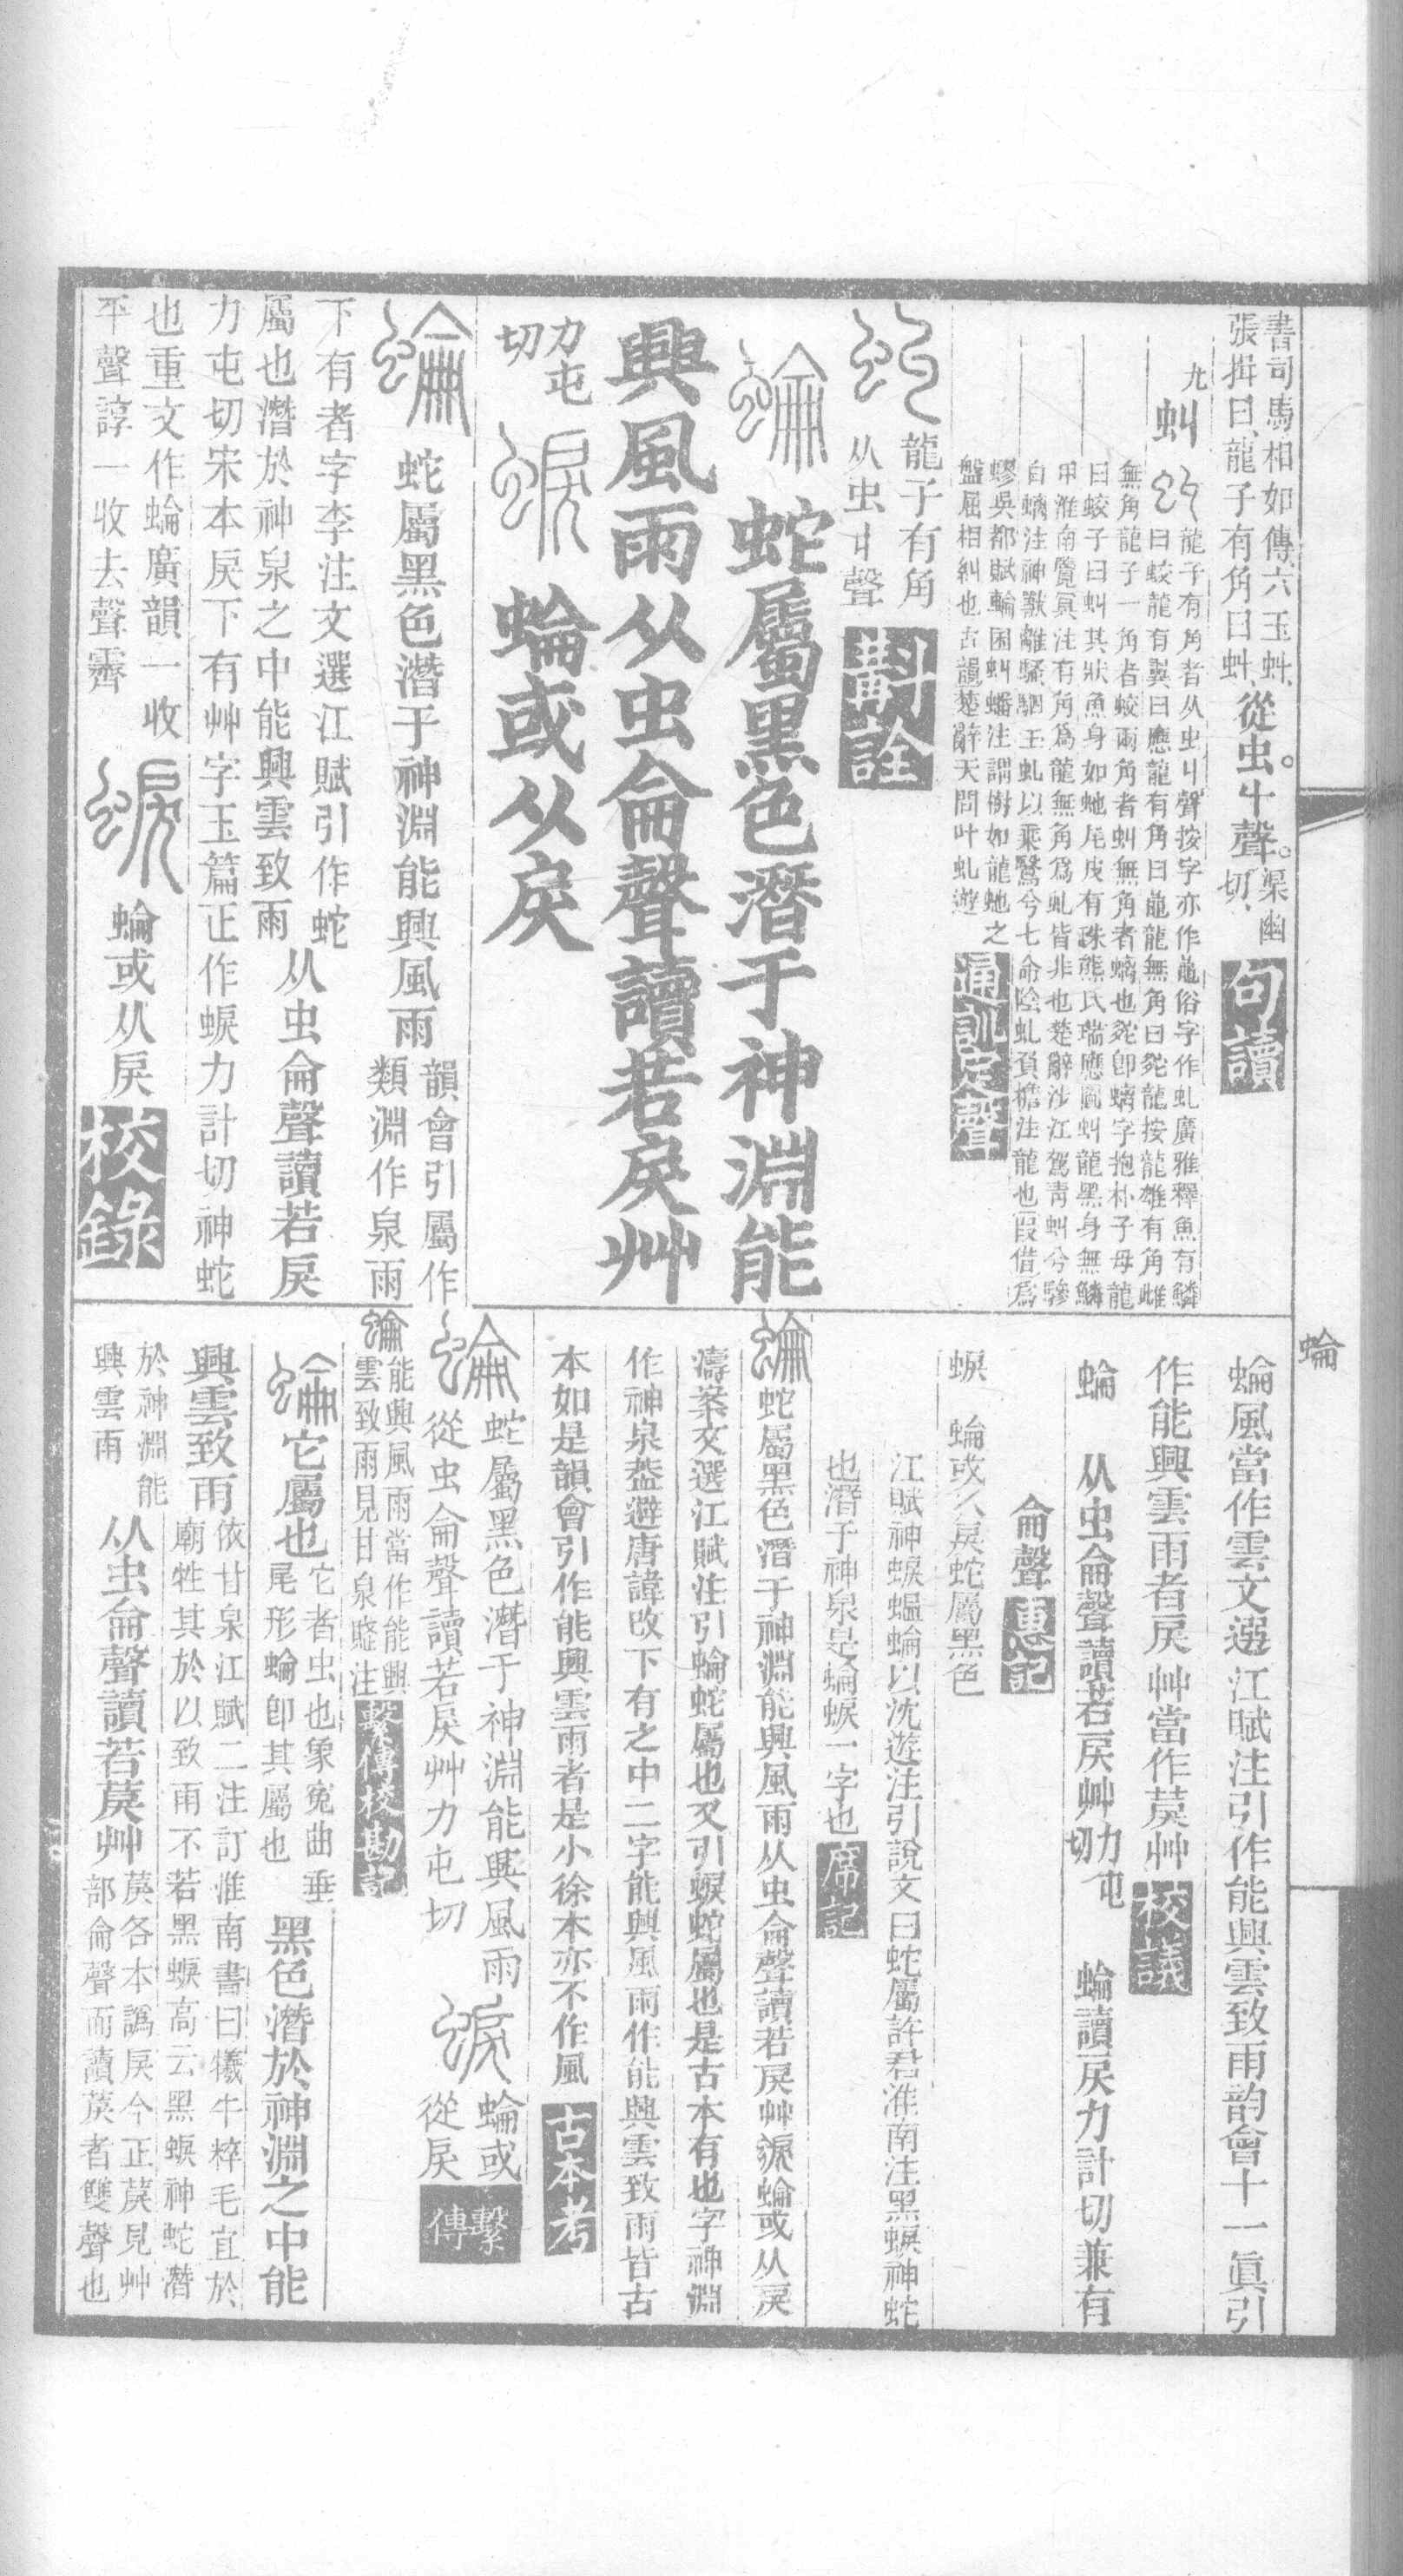 書司馬相如傳、六玉虯、
張揖曰、龍子有角曰虯、從虫丩聲。渠幽切、句讀
尤虯 龍子有角者从虫丩聲按字亦作鼀俗字作虬廣雅釋魚有鱗
曰蛟龍有翼曰應龍有角曰龍無角曰龍按龍雄有角雌
無角龍子一角者蛟兩角者虯無角者螭也即螭字抱朴子母龍
曰蛟子曰虯其狀魚身如虵尾皮有珠熊氏瑞應圖虯龍黑身無鱗
甲淮南覽冥注有角爲龍無角爲虬皆非也楚辭涉江駕青虯兮驂
白螭注神獸離騷駟玉虬以乘鷖兮七命陰虬負檐注龍也假借爲
蟉吳都賦輪囷虯蟠注謂樹如龍虵之
盤屈相糾也古韻楚辭天問叶虬遊 通訓定聲
龍子有角
从虫丩聲 斠詮
蛇屬黑色潛于神淵能
興風雨从虫侖聲讀若戾艸
力屯切 蜦或从戾
蛇屬黑色潛于神淵能興風雨 韻會引屬作
類淵作泉雨
下有者字李注文選江賦引作蛇
屬也潛於神泉之中能興雲致雨 从虫侖聲讀若戾
力屯切宋本戾下有艸字玉篇正作蜧力計切神蛇
也重文作蜦廣韻一收
平聲諄一收去聲霽 蜦或从戾 校錄
蜦
蜦風當作雲文選江賦注引作能興雲致雨韵會十一眞引
作能興雲雨者戾艸當作莀艸 校議
蜦 从虫侖聲讀若戾艸力屯切 蜦讀戾力計切兼有
侖聲 惠記
蜧 蜦或从戾蛇屬黑色
江賦神蜧蝹蜦以沈遊注引說文曰蛇屬許君淮南注黑蜧神蛇
也潛于神泉是蜦蜧一字也 席記
蛇屬黑色潛于神淵能興風雨从虫侖聲讀若戾艸蜧蜦或从戾
濤案文選江賦注引蜦蛇屬也又引蜧蛇屬也是古本有也字神淵
作神泉葢避唐諱改下有之中二字能興風雨作能興雲致雨皆古
本如是韻會引作能興雲雨者是小徐本亦不作風 古本考
蛇屬黑色潛于神淵能興風雨
從虫侖聲讀若戾艸力屯切 蜦或
從戾 繫傳
能興風雨當作能興
雲致雨見甘泉賦注 繫傳校勘記
它屬也 它者虫也象冤曲垂
尾形蜦卽其屬也 黑色潛於神淵之中能
興雲致雨 依甘泉江賦二注訂淮南書曰犧牛粹毛宜於
廟牲其於以致雨不若黑蜧高云黑蜧神蛇潛
於神淵能
興雲雨 从虫侖聲讀若莀艸 莀各本譌戾今正莀見艸
部侖聲而讀莀者雙聲也